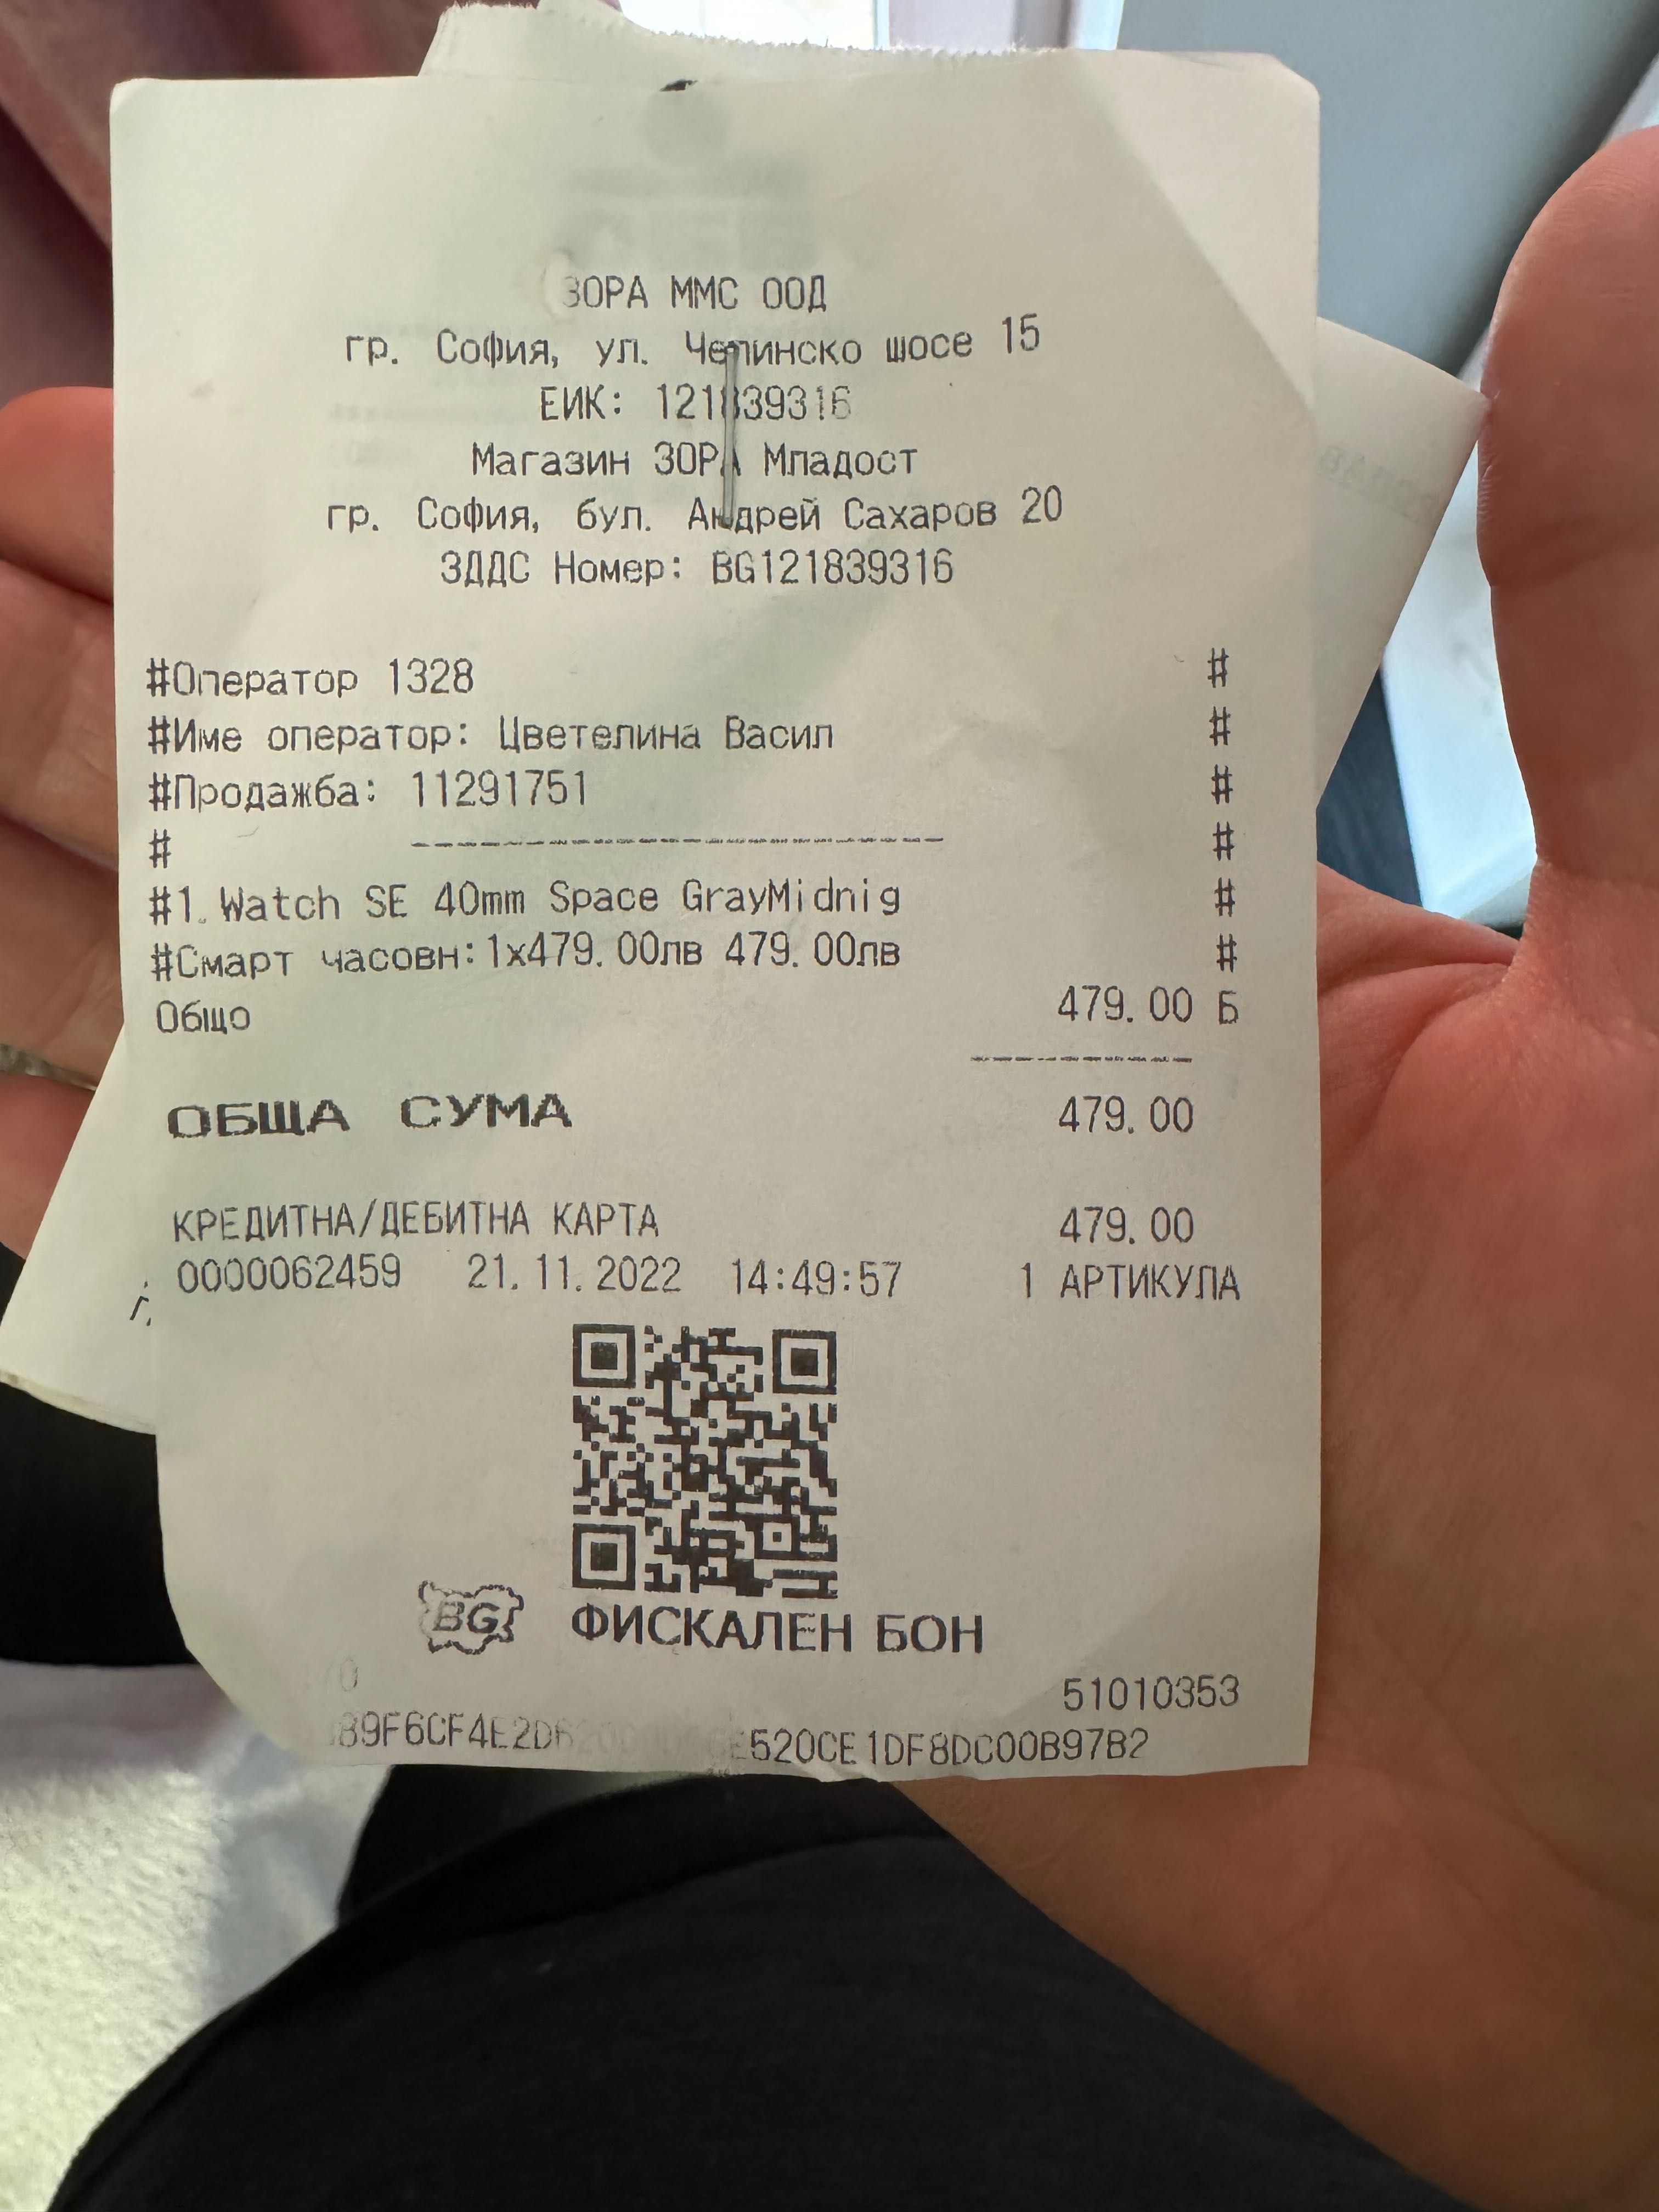 ЗОРА ММС ООД
гр. София, ул. Чепинско шосе 15
ЕИК: 121839316
Магазин ЗОРА Младост
гр. София, бул. Андрей Сахаров 20
ЗДДС Номер: BG121839316
#Оператор 1328 #
#Име оператор: Цветелина Васил #
#Продажба: 11291751 #
# ------------------------ #
#1. Watch SE 40mm Space GrayMidnig #
#Смарт часовн:1x479.00лв 479.00лв #
Общо 479.00 Б
ОБЩА СУМА 479.00
КРЕДИТНА/ДЕБИТНА КАРТА 479.00
0000062459 21.11.2022 14:49:57 1 АРТИКУЛА
BG ФИСКАЛЕН БОН
51010353